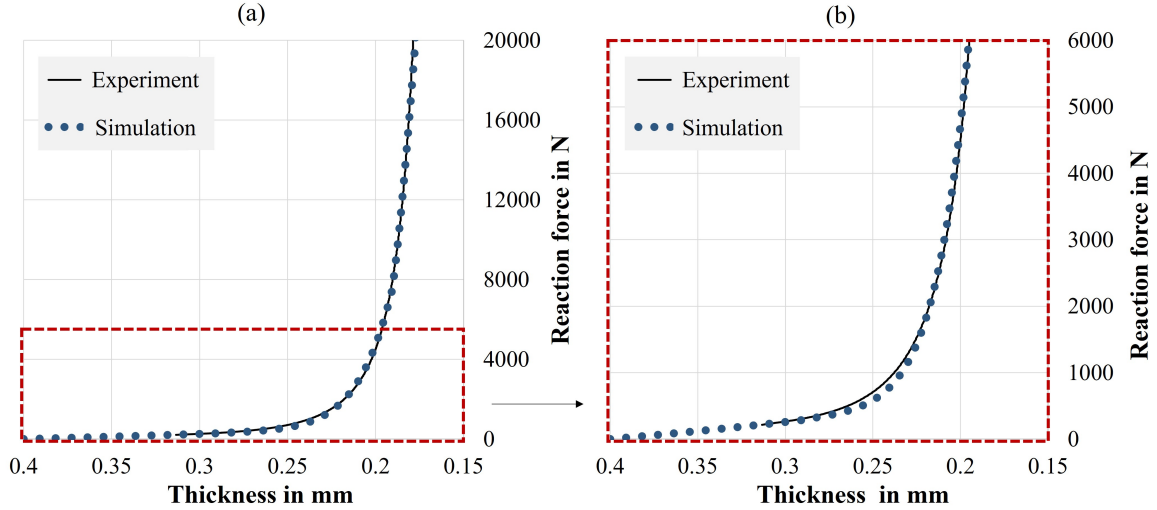 (a)
(b)
Experiment
Simulation
20000
16000
12000
8000
4000
0
Reaction force in N
0.4 0.35 0.3 0.25 0.2 0.15
Thickness in mm
Experiment
Simulation
6000
5000
4000
3000
2000
1000
0
Reaction force in N
0.4 0.35 0.3 0.25 0.2 0.15
Thickness in mm